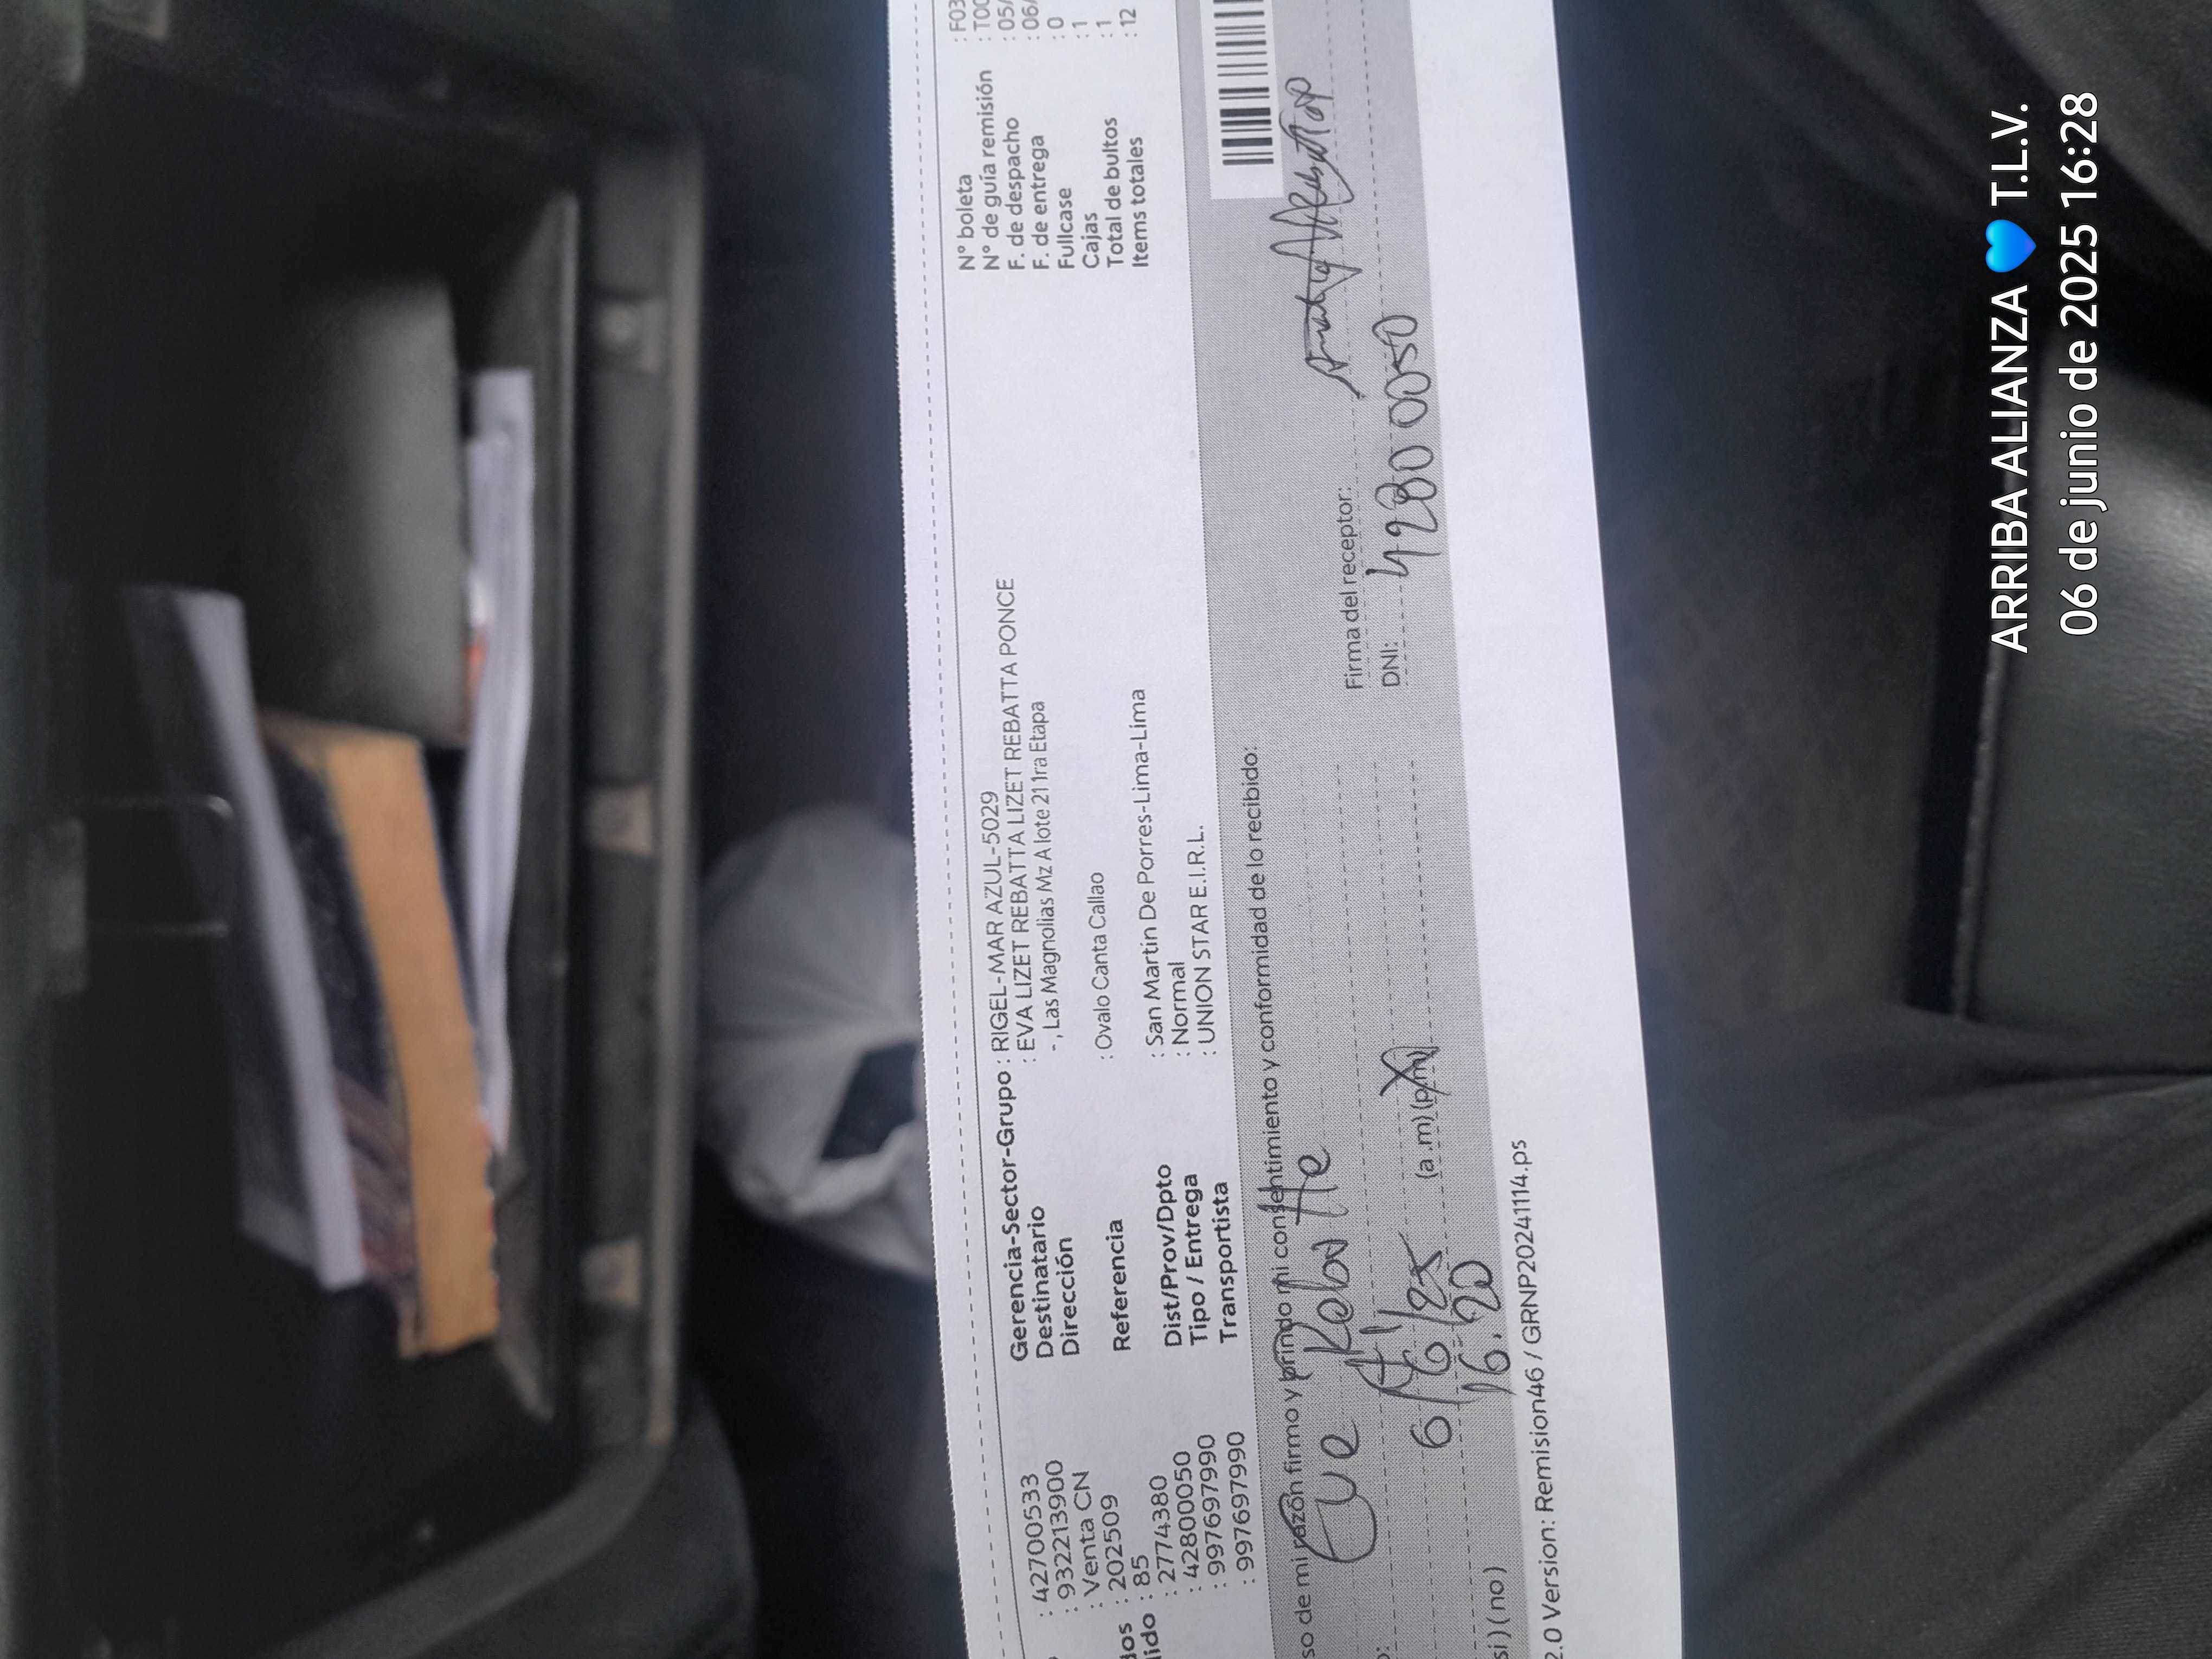 : 42700533
: 932213900
: Venta CN
dos : 202509
lido : 85
: 2774380
: 42800050
: 997697990
: 997697990
Gerencia-Sector-Grupo : RIGEL-MAR AZUL-5029
Destinatario : EVA LIZET REBATTA LIZET REBATTA PONCE
Dirección -, Las Magnolias Mz A lote 21 1ra Etapa
Referencia : Ovalo Canta Callao
Dist/Prov/Dpto : San Martin De Porres-Lima-Lima
Tipo / Entrega : Normal
Transportista : UNION STAR E.I.R.L.
N° boleta : F03
N° de guía remisión : T00
F. de despacho : 05/
F. de entrega : 06/
Fullcase : 0
Cajas : 1
Total de bultos : 1
Items totales : 12
so de mi razón firmo y brindo mi consentimiento y conformidad de lo recibido:
6/6/25
16:20 (a.m) (p.m)
si) (no)
Firma del receptor:
DNI: 42800050
2.0 Version: Remision46 / GRNP20241114.ps
ARRIBA ALIANZA 💙 T.L.V.
06 de junio de 2025 16:28